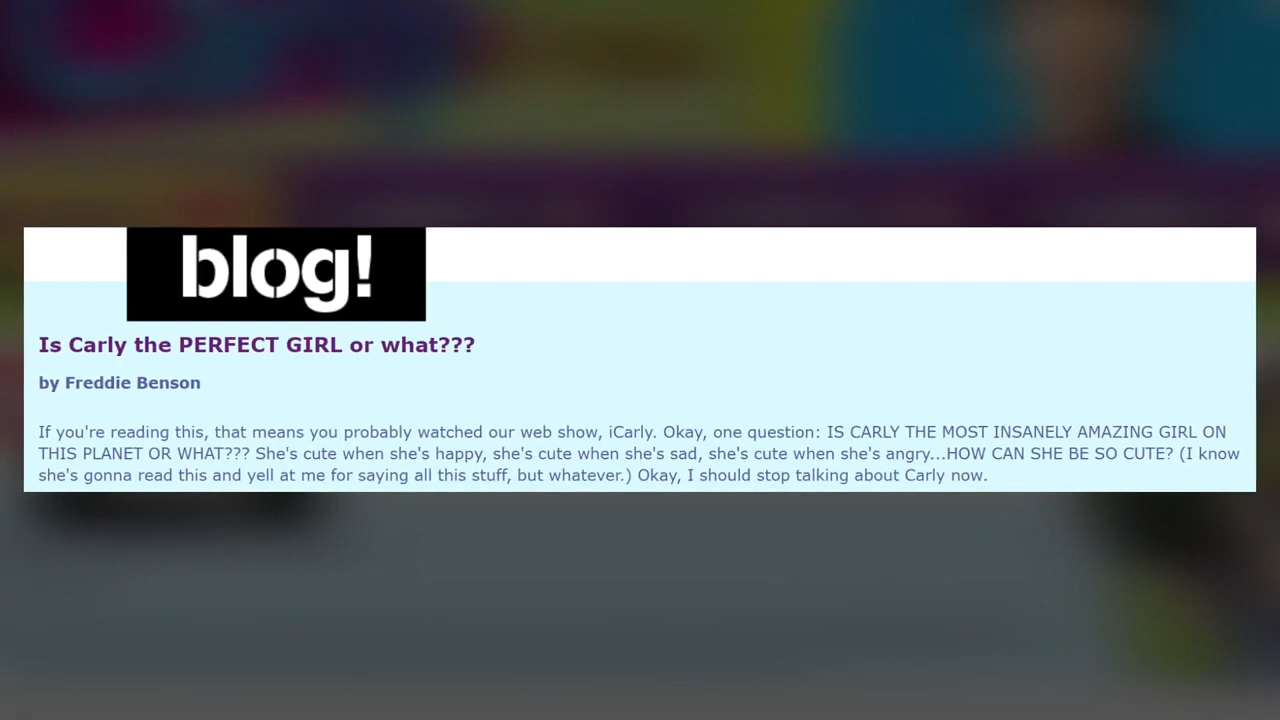 blog!
Is Carly the PERFECT GIRL or what???
by Freddie Benson
If you're reading this, that means you probably watched our web show, iCarly. Okay, one question: IS CARLY THE MOST INSANELY AMAZING GIRL ON
THIS PLANET OR WHAT??? She's cute when she's happy, she's cute when she's sad, she's cute when she's angry...HOW CAN SHE BE SO CUTE? (I know
she's gonna read this and yell at me for saying all this stuff, but whatever.) Okay, I should stop talking about Carly now.